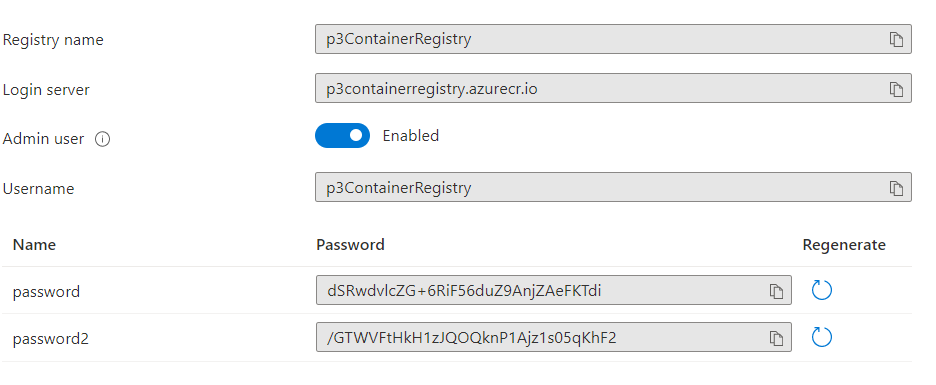 Registry name p3ContainerRegistry
Login server p3containerregistry.azurecr.io
Admin user Enabled
Username p3ContainerRegistry
Name Password Regenerate
password dSRwdvlcZG+6RiF56duZ9AnjZAeFKTdi
password2 /GTWVFtHkH1zJQOQknP1Ajz1s05qKhF2